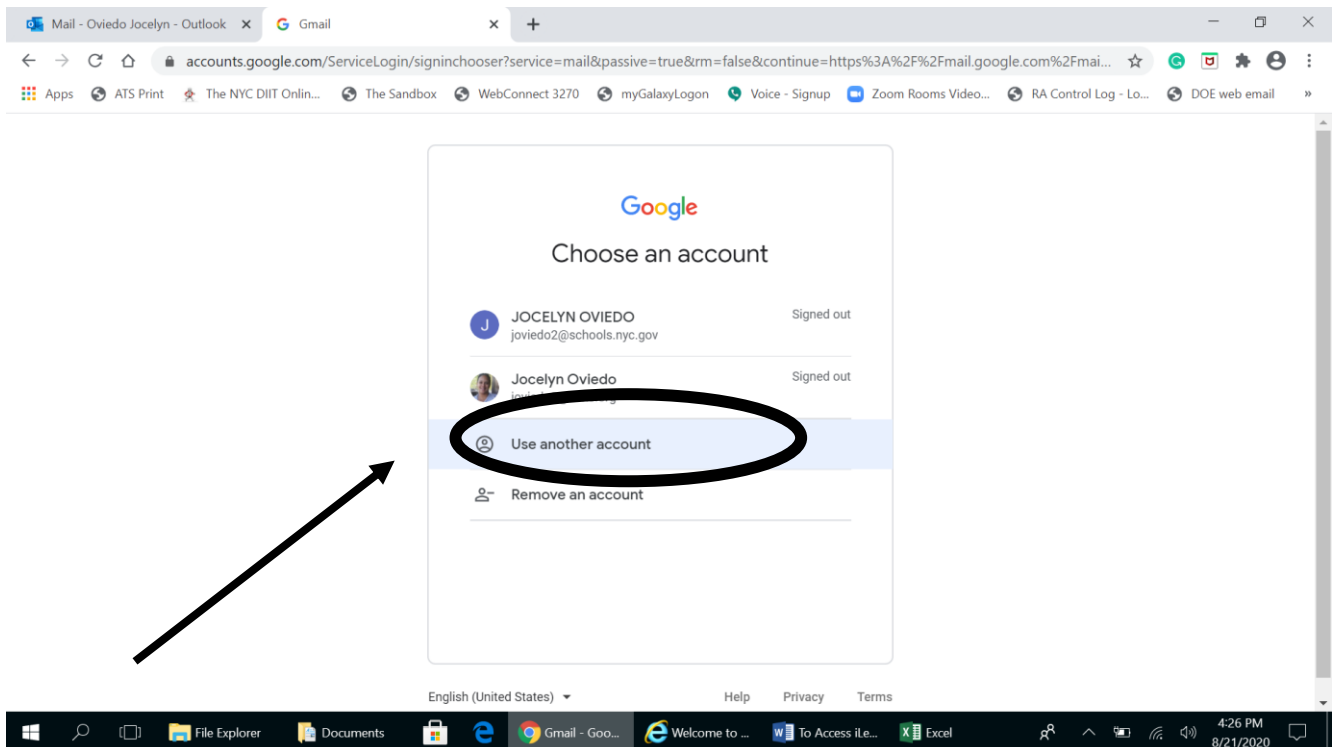 Mail - Oviedo Jocelyn - Outlook
Gmail
accounts.google.com/ServiceLogin/signinchooser?service=mail&passive=true&rm=false&continue=https%3A%2F%2Fmail.google.com%2Fmai...
Apps ATS Print The NYC DIIT Onlin... The Sandbox WebConnect 3270 myGalaxyLogon Voice - Signup Zoom Rooms Video... RA Control Log - Lo... DOE web email »
Google
Choose an account
J JOCELYN OVIEDO Signed out
joviedo2@schools.nyc.gov
Jocelyn Oviedo Signed out
Use another account
Remove an account
English (United States) Help Privacy Terms
File Explorer Documents Gmail - Goo... Welcome to ... To Access iLe... Excel 4:26 PM
8/21/2020